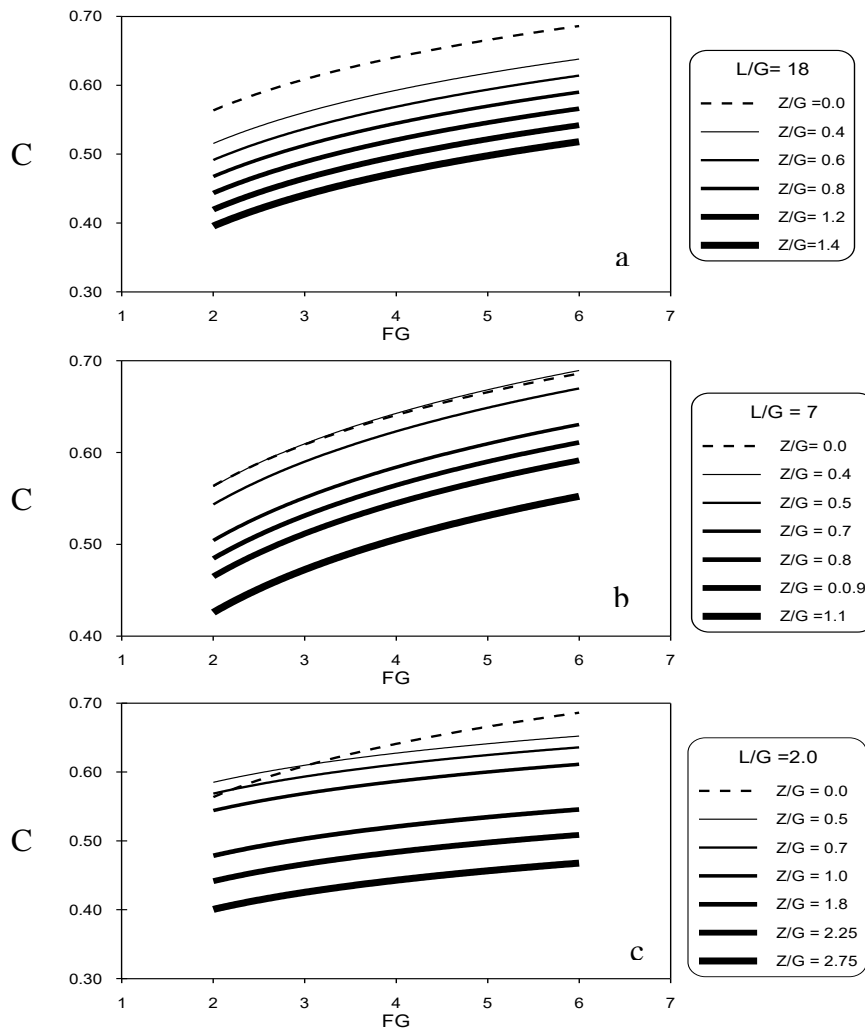 0.70
0.60
0.50
0.40
0.30
C
a
1 2 3 4 5 6 7
FG
L/G= 18
Z/G =0.0
Z/G= 0.4
Z/G= 0.6
Z/G= 0.8
Z/G= 1.2
Z/G=1.4
0.70
0.60
0.50
0.40
C
b
1 2 3 4 5 6 7
FG
L/G = 7
Z/G= 0.0
Z/G = 0.4
Z/G = 0.5
Z/G = 0.7
Z/G = 0.8
Z/G = 0.0.9
Z/G =1.1
0.70
0.60
0.50
0.40
0.30
C
c
1 2 3 4 5 6 7
FG
L/G =2.0
Z/G = 0.0
Z/G = 0.5
Z/G = 0.7
Z/G = 1.0
Z/G = 1.8
Z/G = 2.25
Z/G = 2.75